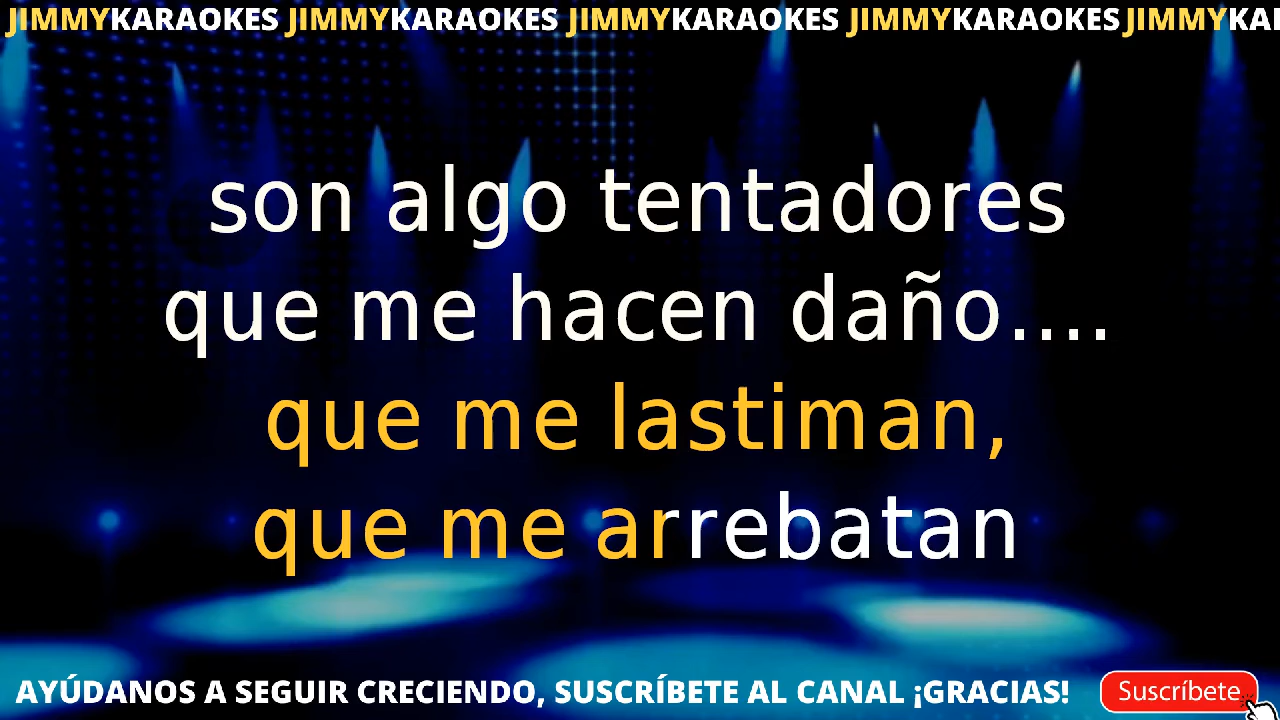 JIMMYKARAOKES JIMMYKARAOKES JIMMYKARAOKES JIMMYKARAOKES JIMMYKA
son algo tentadores
que me hacen daño....
que me lastiman,
que me arrebatan
AYÚDANOS A SEGUIR CRECIENDO, SUSCRÍBETE AL CANAL ¡GRACIAS! Suscríbete